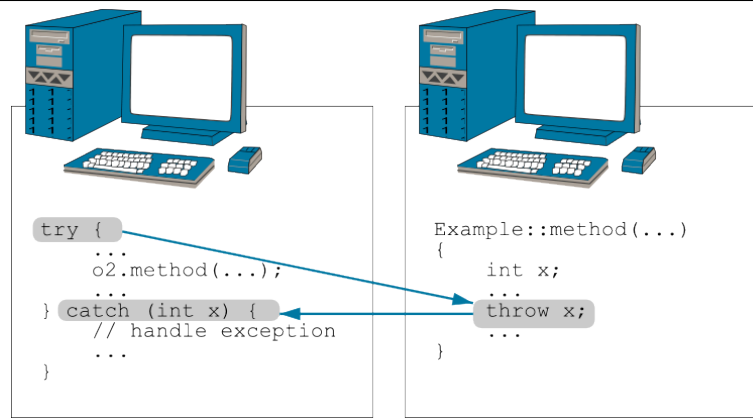 try {
...
o2.method(...);
...
} catch (int x) {
// handle exception
...
}
Example::method(...)
{
int x;
...
throw x;
...
}